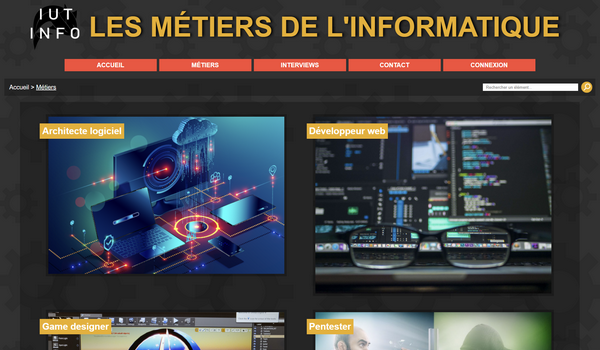 IUT
INFO
LES MÉTIERS DE L'INFORMATIQUE
ACCUEIL
MÉTIERS
INTERVIEWS
CONTACT
CONNEXION
Accueil > Métiers
Rechercher un élément...
Architecte logiciel
Développeur web
Game designer
Pentester